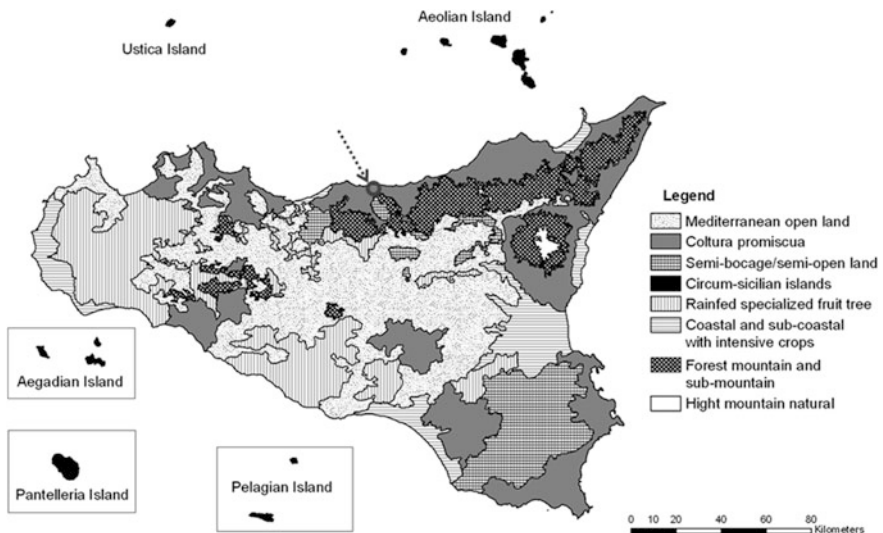 Ustica Island
Aeolian Island
Legend
Mediterranean open land
Coltura promiscua
Semi-bocage/semi-open land
Circum-sicilian islands
Rainfed specialized fruit tree
Coastal and sub-coastal
with intensive crops
Forest mountain and
sub-mountain
Hight mountain natural
Aegadian Island
Pantelleria Island
Pelagian Island
0 10 20 40 60 80
Kilometers